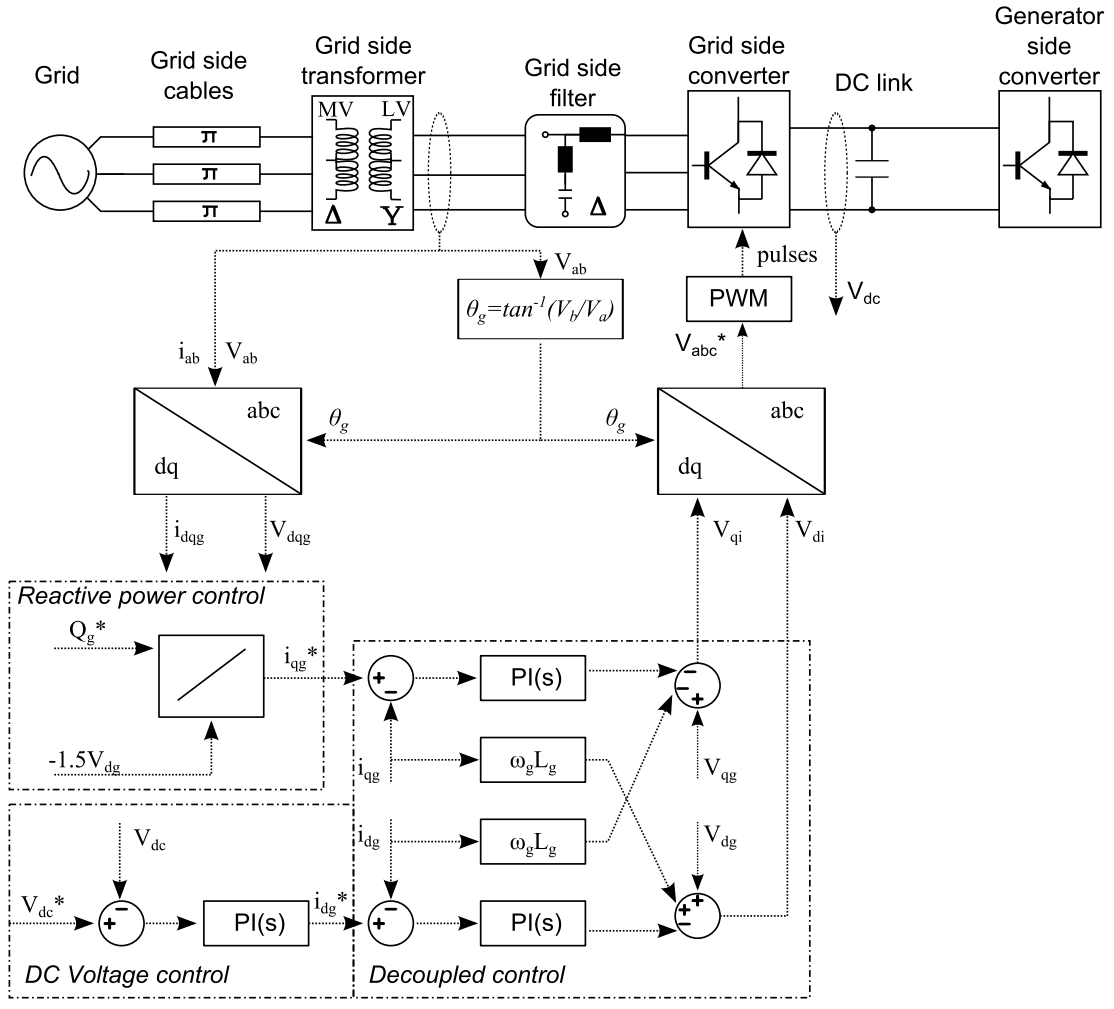 Grid
Grid side
cables
Grid side
transformer
Grid side
filter
Grid side
converter
DC link
Generator
side
converter
MV LV
π
π
π
Δ Y
Δ
V_ab
pulses
θ_g=tan⁻¹(V_b/V_a)
PWM
V_dc
i_ab V_ab
V_abc*
abc
dq
θ_g
θ_g
abc
dq
i_dqg
V_dqg
V_qi
V_di
Reactive power control
Q_g*
i_qg*
-1.5V_dg
+
−
PI(s)
−
−
+
i_qg
ω_gL_g
V_qg
i_dg
ω_gL_g
V_dg
V_dc
V_dc*
+
−
PI(s)
i_dg*
+
−
PI(s)
+
+
−
DC Voltage control
Decoupled control